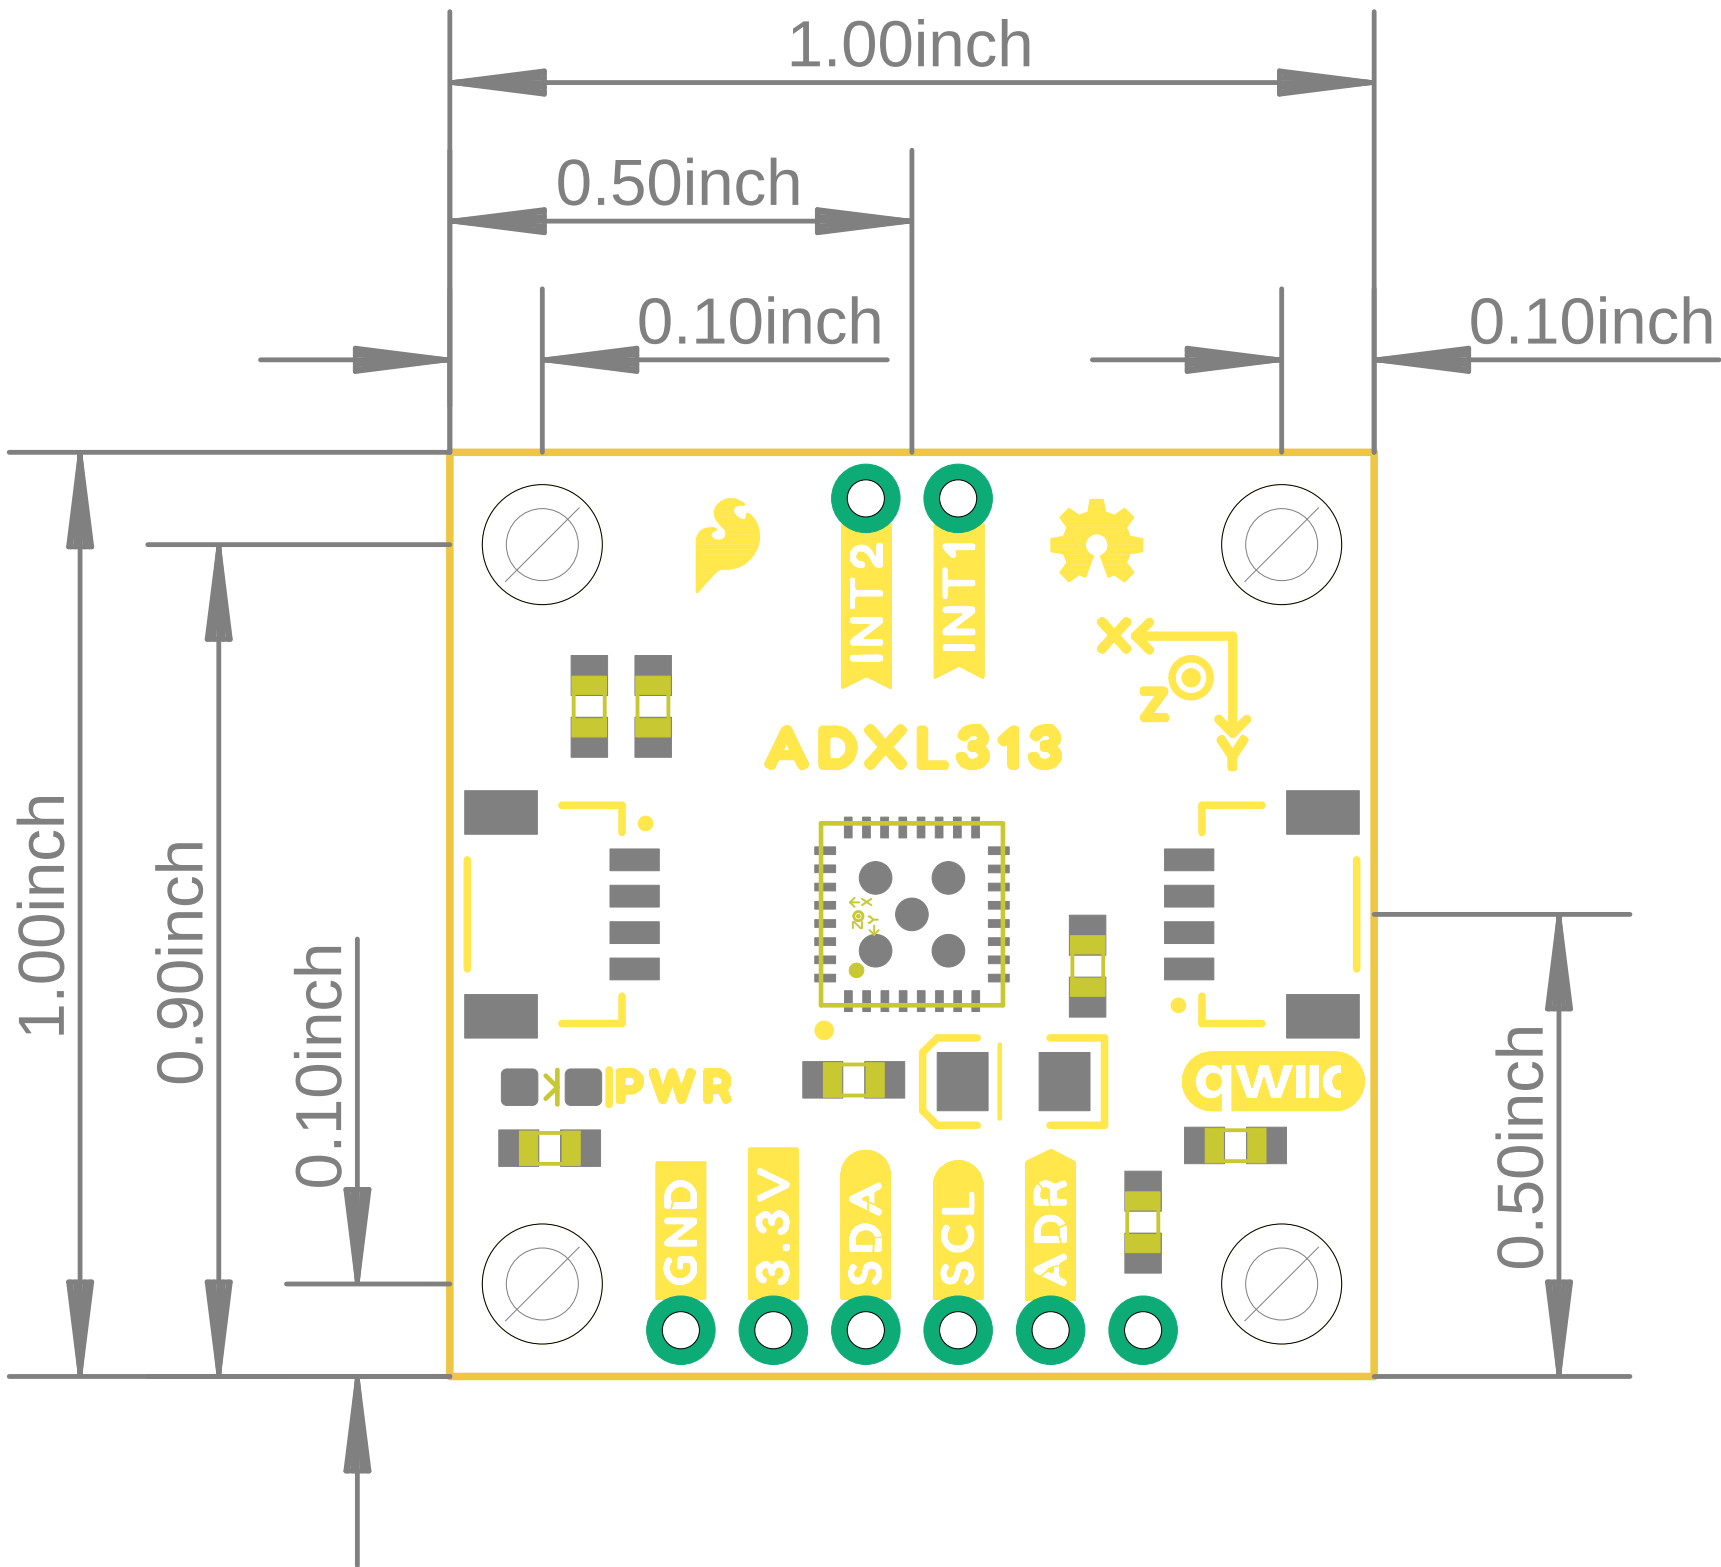 1.00inch
0.50inch
0.10inch
0.10inch
1.00inch
0.90inch
0.10inch
0.50inch
INT2
INT1
X
Z
Y
ADXL313
X
Z
Y
PWR
qwiic
GND
3.3V
SDA
SCL
ADR